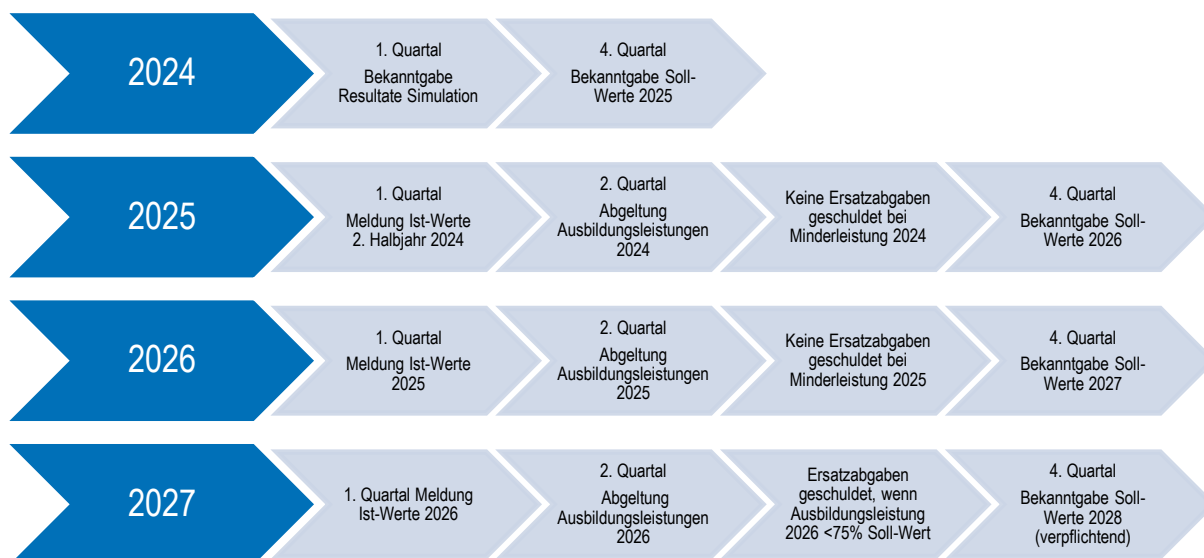 2024
1. Quartal
Bekanntgabe
Resultate Simulation
4. Quartal
Bekanntgabe Soll-
Werte 2025
2025
1. Quartal
Meldung Ist-Werte
2. Halbjahr 2024
2. Quartal
Abgeltung
Ausbildungsleistungen
2024
Keine Ersatzabgaben
geschuldet bei
Minderleistung 2024
4. Quartal
Bekanntgabe Soll-
Werte 2026
2026
1. Quartal
Meldung Ist-Werte
2025
2. Quartal
Abgeltung
Ausbildungsleistungen
2025
Keine Ersatzabgaben
geschuldet bei
Minderleistung 2025
4. Quartal
Bekanntgabe Soll-
Werte 2027
2027
1. Quartal Meldung
Ist-Werte 2026
2. Quartal
Abgeltung
Ausbildungsleistungen
2026
Ersatzabgaben
geschuldet, wenn
Ausbildungsleistung
2026 <75% Soll-Wert
4. Quartal
Bekanntgabe Soll-
Werte 2028
(verpflichtend)